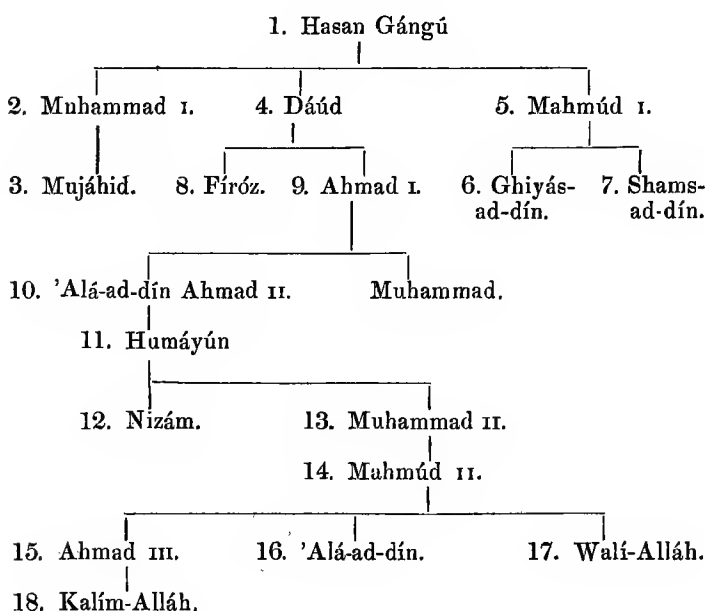 1. Hasan Gángú
2. Muhammad I. 4. Dáúd 5. Mahmúd I.
3. Mujáhid. 8. Fíróz. 9. Ahmad I. 6. Ghiyás- 7. Shams-
ad-dín. ad-dín.
10. 'Alá-ad-dín Ahmad II. Muhammad.
11. Humáyún
12. Nizám. 13. Muhammad II.
14. Mahmúd II.
15. Ahmad III. 16. 'Alá-ad-dín. 17. Walí-Alláh.
18. Kalím-Alláh.